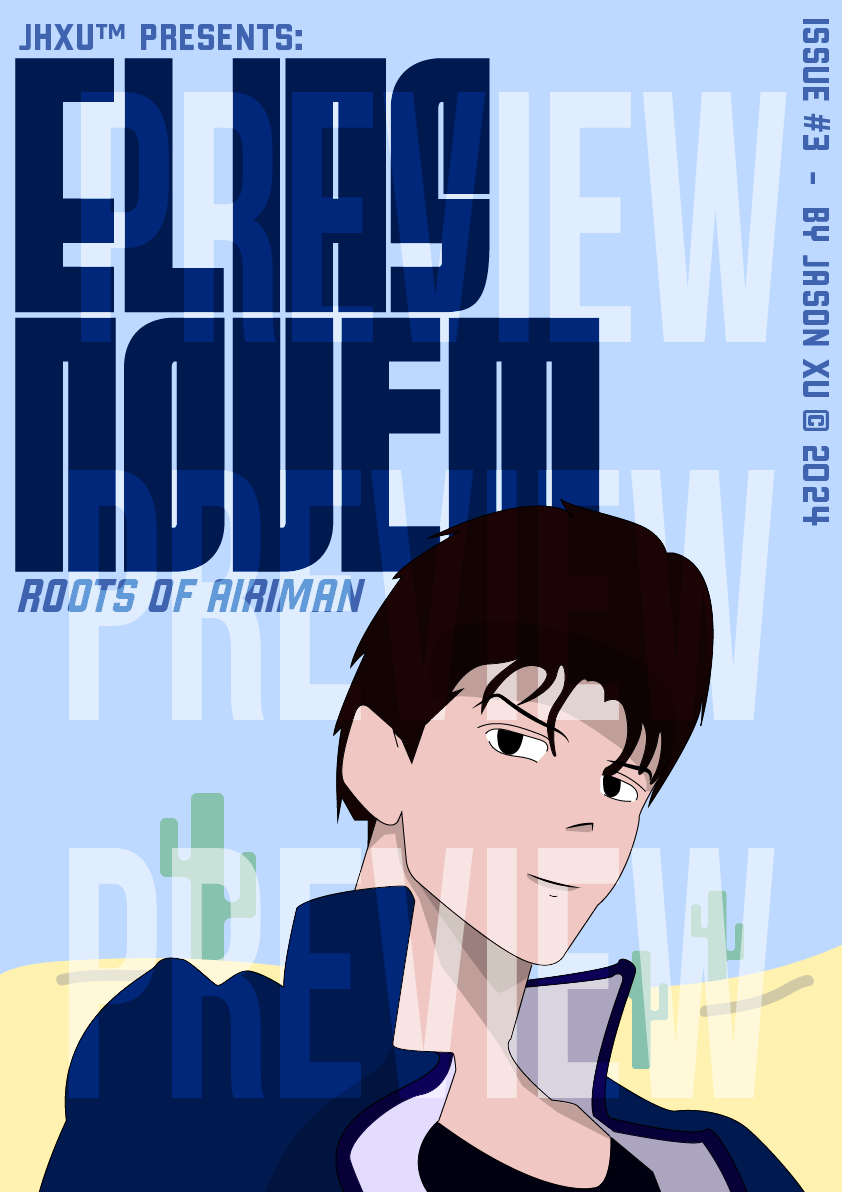 JHXU™ PRESENTS:
ELIAS
NOVEM
ROOTS OF AIRIMAN
ISSUE #3 - BY JASON XU © 2024
PREVIEW
PREVIEW
PREVIEW